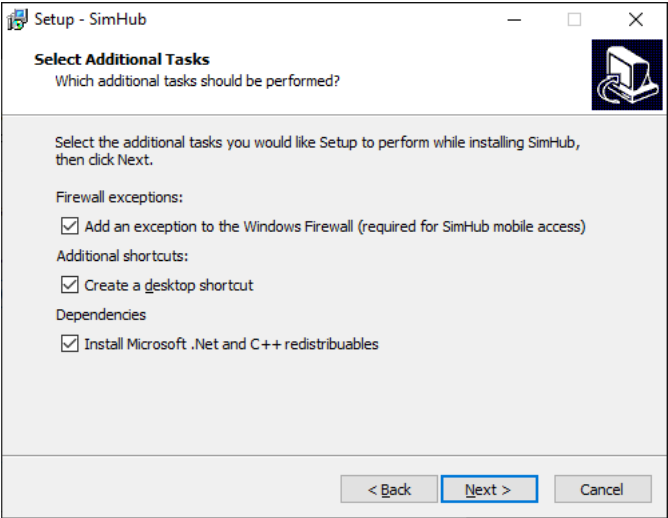 Setup - SimHub
Select Additional Tasks
Which additional tasks should be performed?
Select the additional tasks you would like Setup to perform while installing SimHub,
then click Next.
Firewall exceptions:
Add an exception to the Windows Firewall (required for SimHub mobile access)
Additional shortcuts:
Create a desktop shortcut
Dependencies
Install Microsoft .Net and C++ redistribuables
< Back
Next >
Cancel